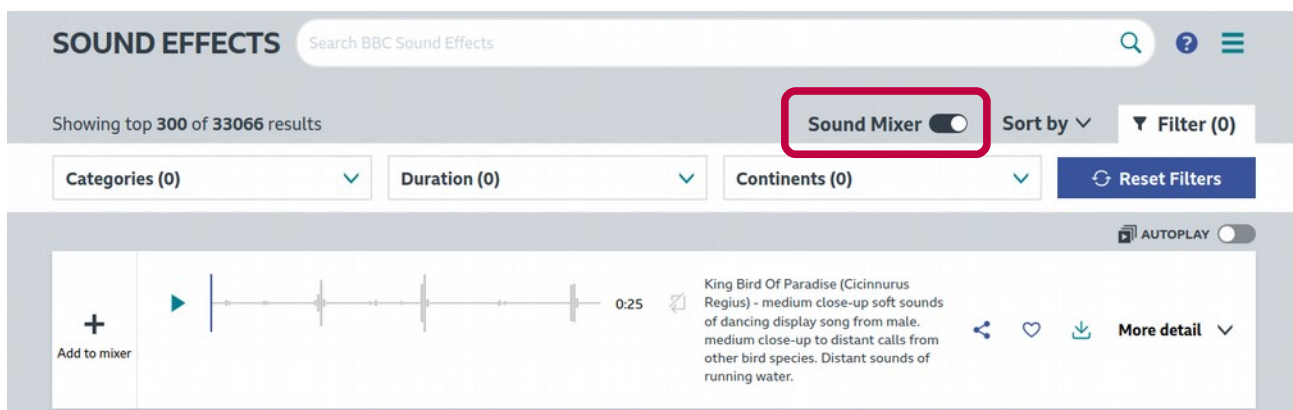 SOUND EFFECTS Search BBC Sound Effects ?
Showing top 300 of 33066 results Sound Mixer Sort by Filter (0)
Categories (0) Duration (0) Continents (0) Reset Filters
AUTOPLAY
+ Add to mixer
0:25
King Bird Of Paradise (Cicinnurus
Regius) - medium close-up soft sounds
of dancing display song from male.
medium close-up to distant calls from
other bird species. Distant sounds of
running water.
More detail